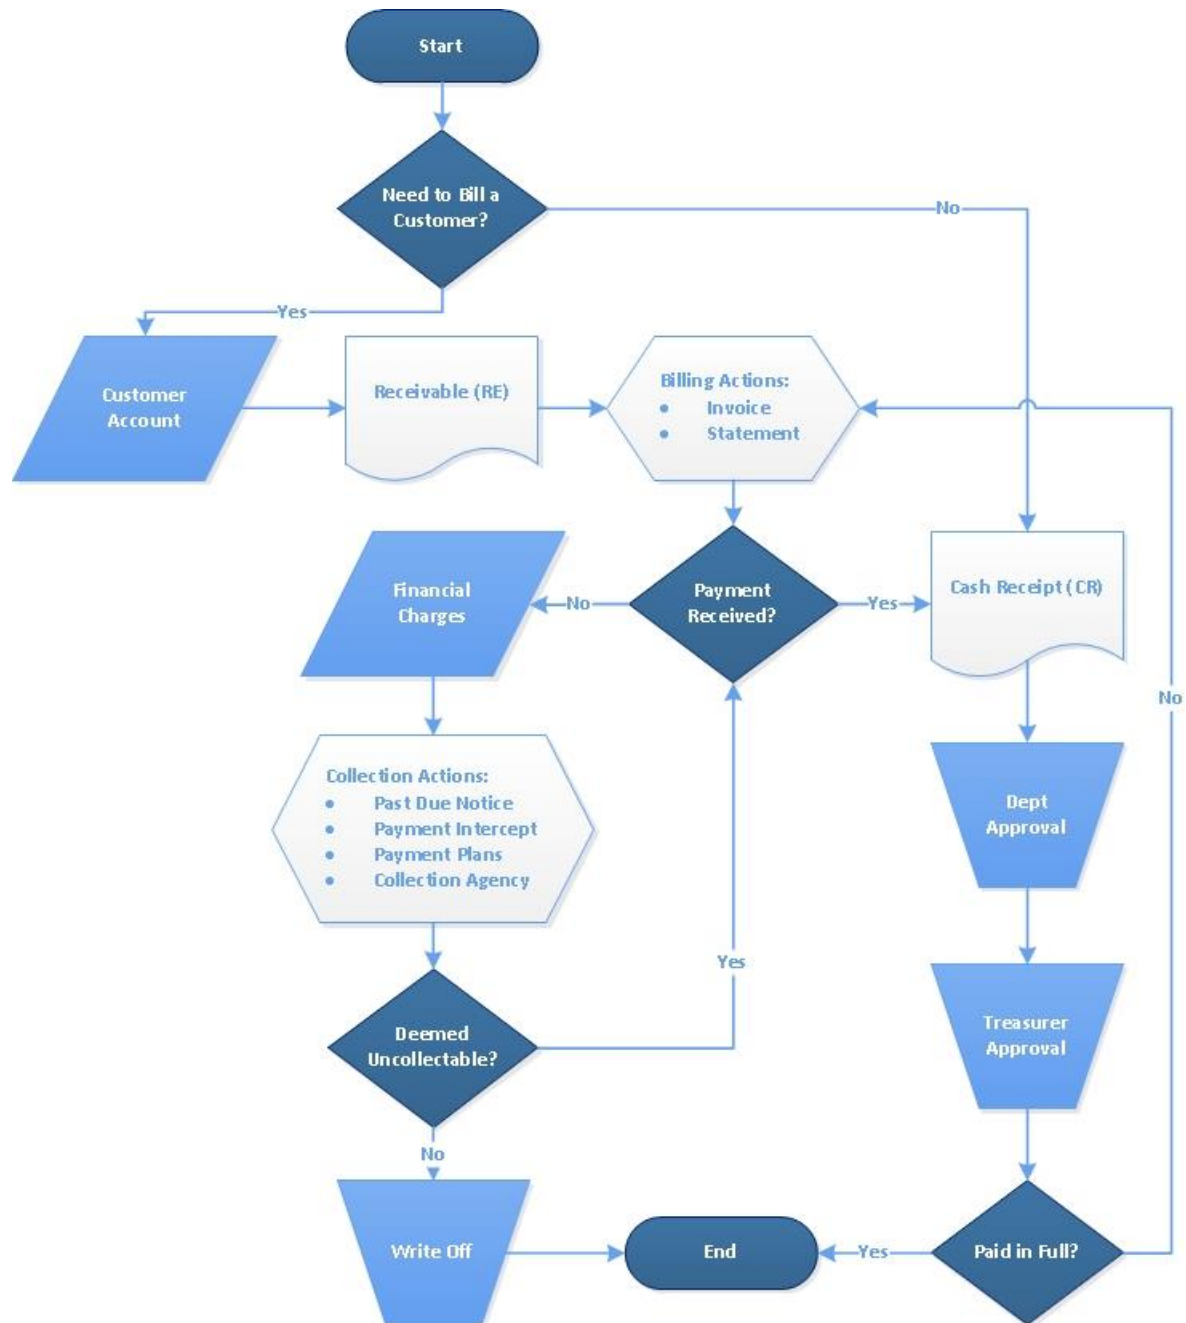 Start
Need to Bill a
Customer?
No
Yes
Customer
Account
Receivable (RE)
Billing Actions:
• Invoice
• Statement
Financial
Charges
No
Payment
Received?
Yes
Cash Receipt (CR)
No
Collection Actions:
• Past Due Notice
• Payment Intercept
• Payment Plans
• Collection Agency
Dept
Approval
Yes
Deemed
Uncollectable?
Treasurer
Approval
No
Write Off
End
Yes
Paid in Full?